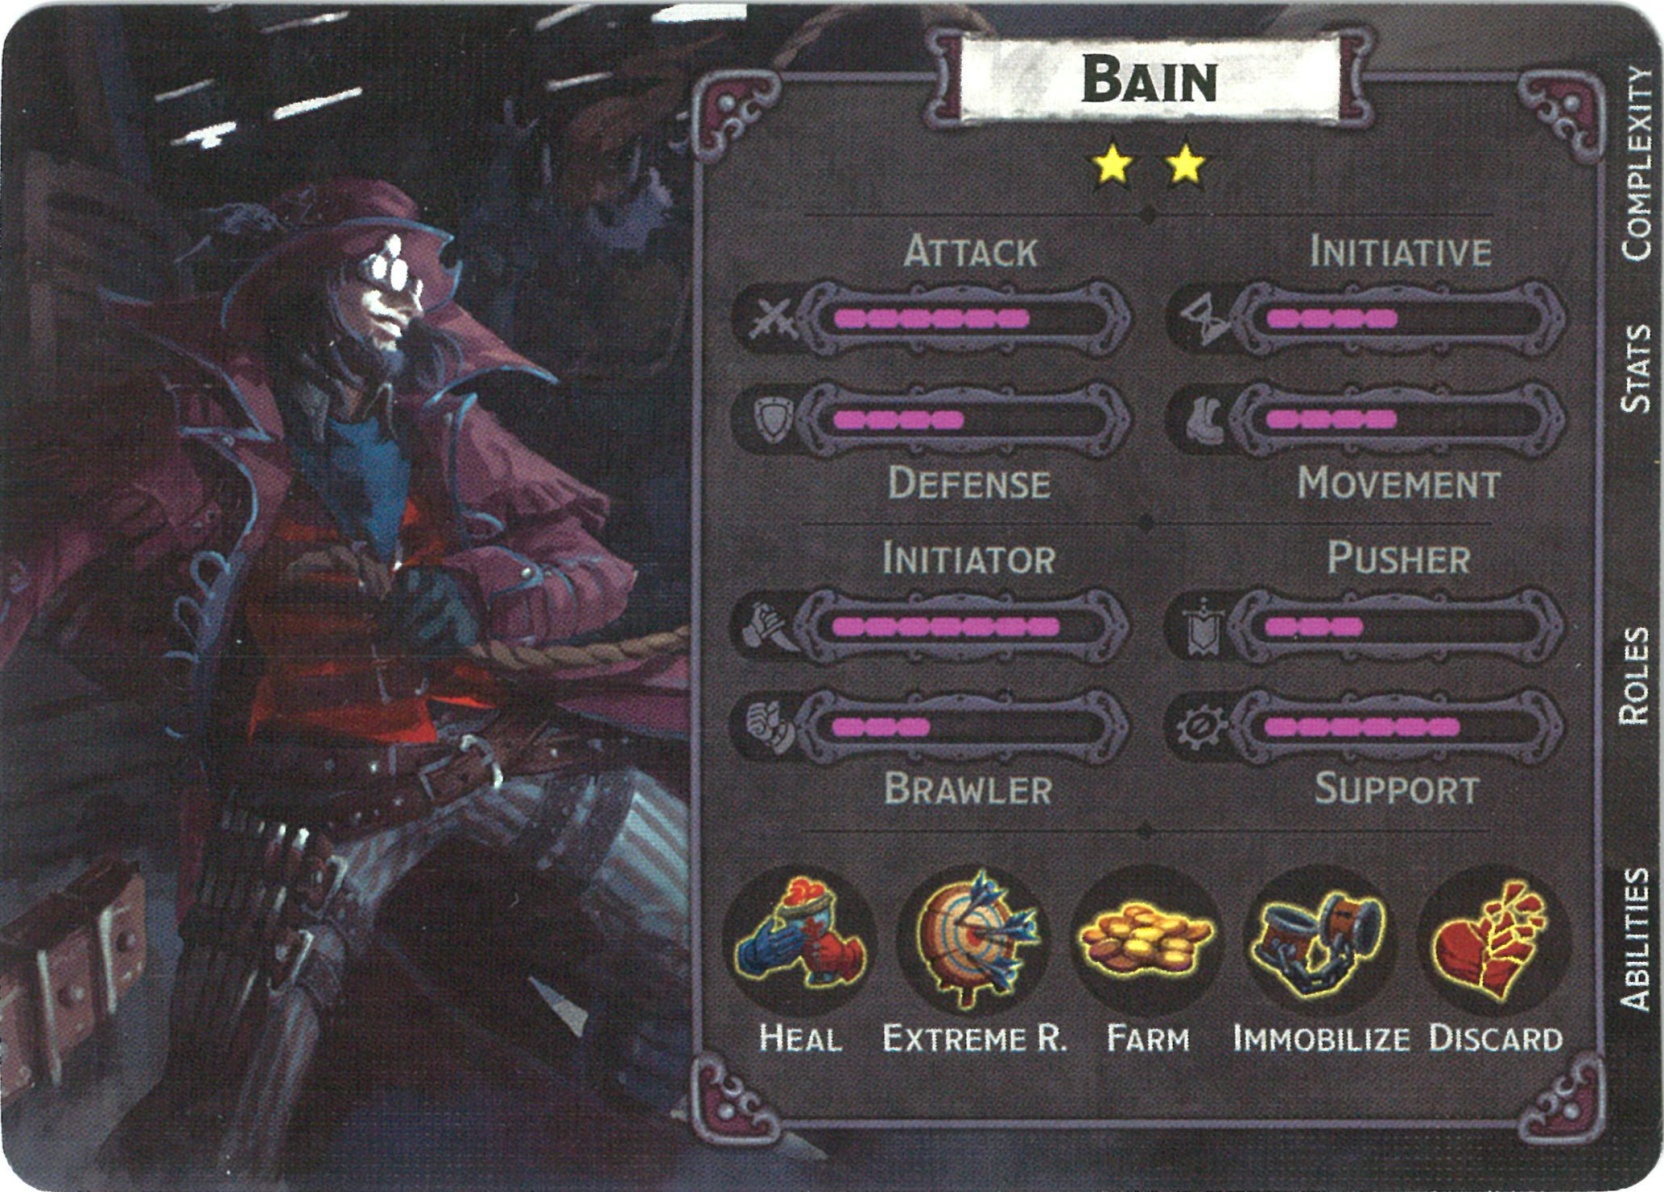 BAIN
COMPLEXITY
ATTACK
INITIATIVE
STATS
DEFENSE
MOVEMENT
INITIATOR
PUSHER
ROLES
BRAWLER
SUPPORT
ABILITIES
HEAL
EXTREME R.
FARM
IMMOBILIZE
DISCARD